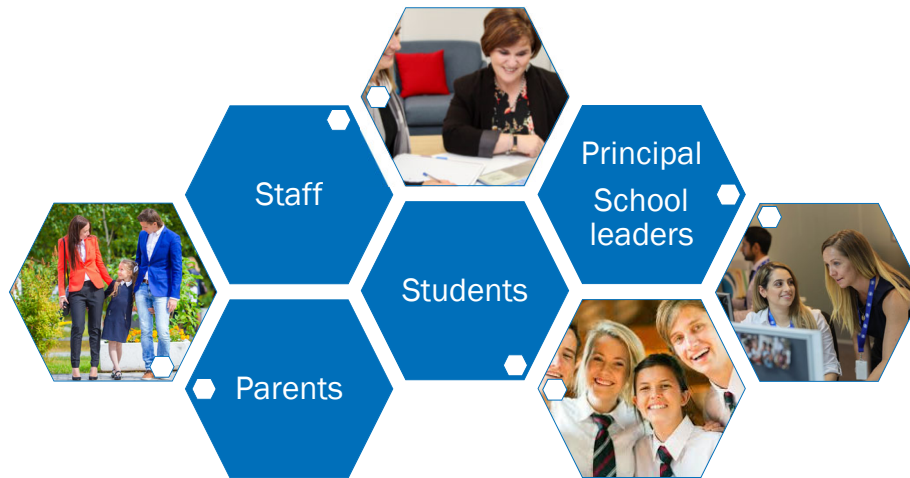 Staff
Principal
School
leaders
Students
Parents